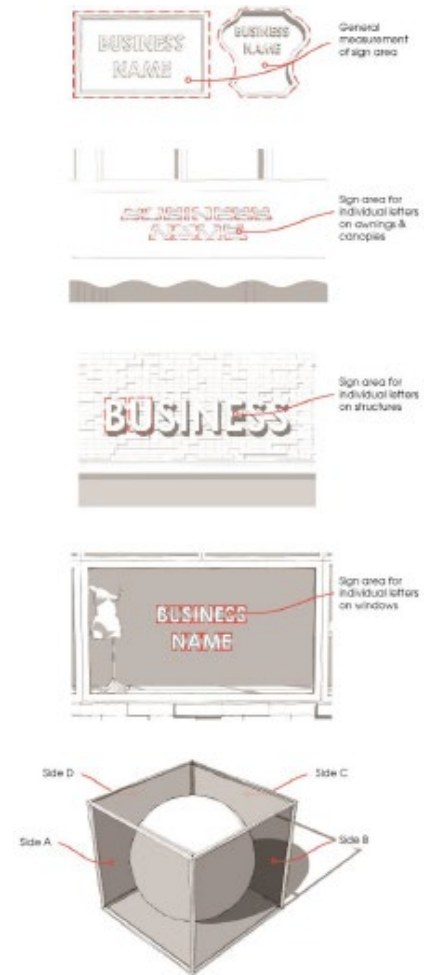 BUSINESS
NAME
BUSINESS
NAME
General
measurement
of sign area
BUSINESS
NAME
Sign area for
individual letters
on awnings &
canopies
BUSINESS
Sign area for
individual letters
on structures
BUSINESS
NAME
Sign area for
individual letters
on windows
Side D
Side C
Side A
Side B